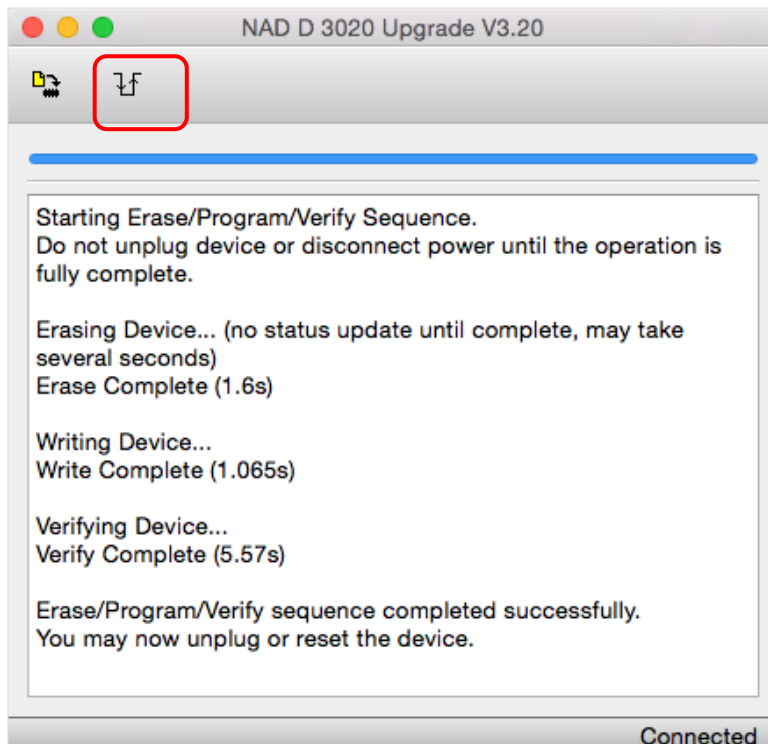 NAD D 3020 Upgrade V3.20
Starting Erase/Program/Verify Sequence.
Do not unplug device or disconnect power until the operation is
fully complete.
Erasing Device... (no status update until complete, may take
several seconds)
Erase Complete (1.6s)
Writing Device...
Write Complete (1.065s)
Verifying Device...
Verify Complete (5.57s)
Erase/Program/Verify sequence completed successfully.
You may now unplug or reset the device.
Connected